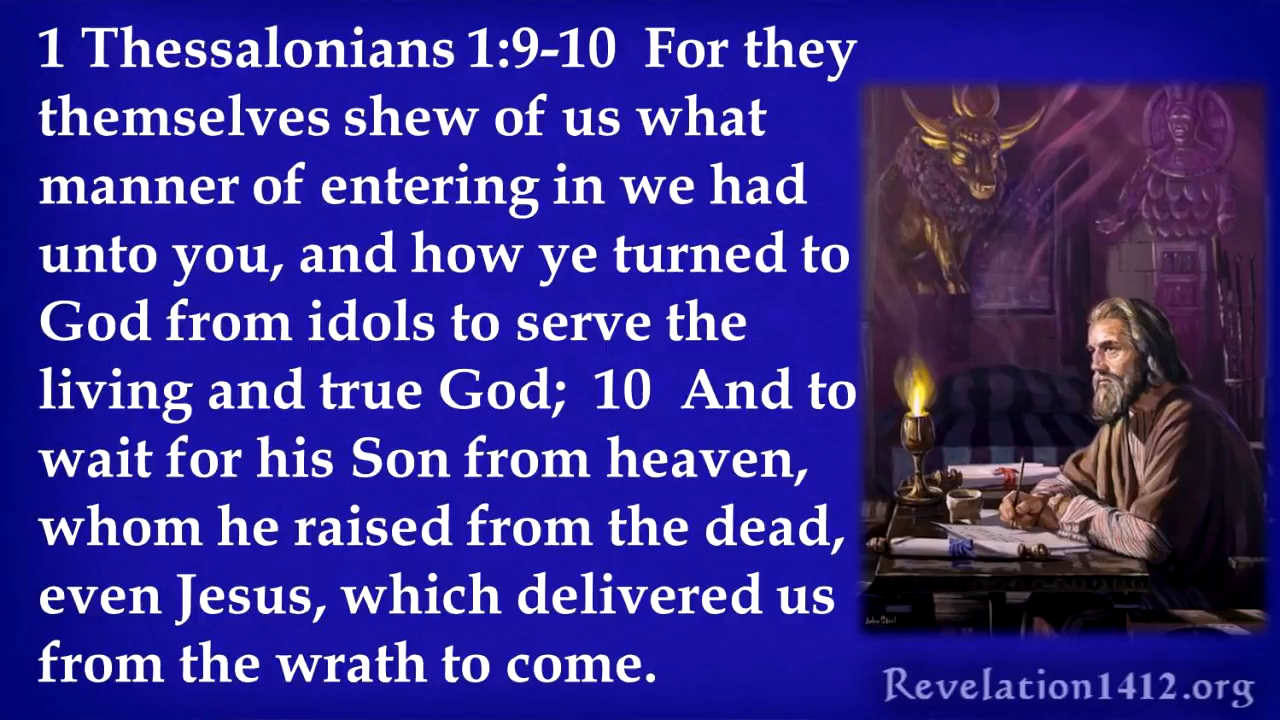 1 Thessalonians 1:9-10  For they
themselves shew of us what
manner of entering in we had
unto you, and how ye turned to
God from idols to serve the
living and true God;  10  And to
wait for his Son from heaven,
whom he raised from the dead,
even Jesus, which delivered us
from the wrath to come.
Revelation1412.org